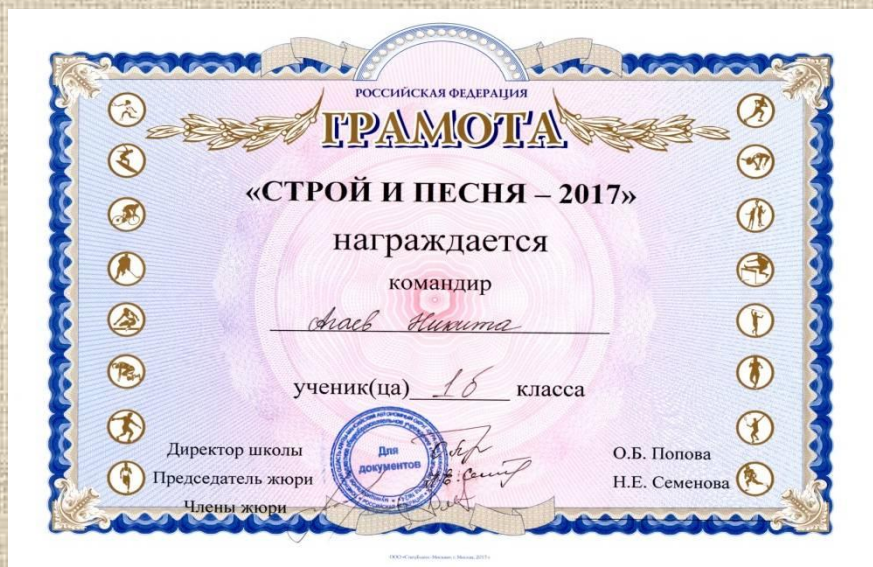 РОССИЙСКАЯ ФЕДЕРАЦИЯ
ГРАМОТА
«СТРОЙ И ПЕСНЯ – 2017»
награждается
командир
Агаев Никита
ученик(ца) 1б класса
Директор школы О.Б. Попова
Председатель жюри Н.Е. Семенова
Члены жюри
Для
документов